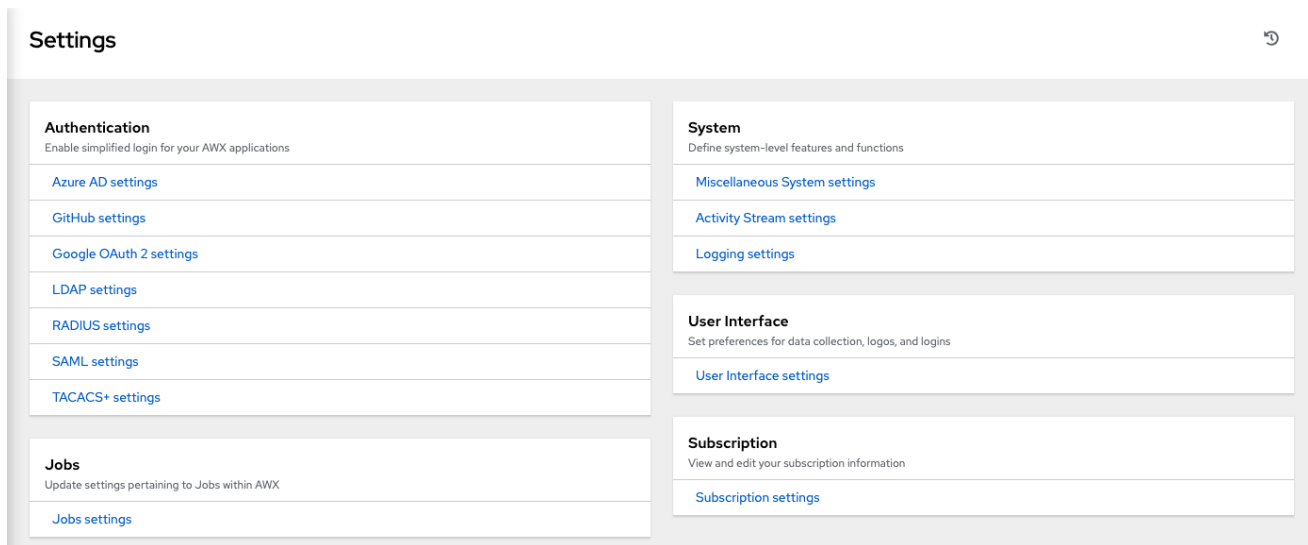 Settings
Authentication
Enable simplified login for your AWX applications
Azure AD settings
GitHub settings
Google OAuth 2 settings
LDAP settings
RADIUS settings
SAML settings
TACACS+ settings
Jobs
Update settings pertaining to Jobs within AWX
Jobs settings
System
Define system-level features and functions
Miscellaneous System settings
Activity Stream settings
Logging settings
User Interface
Set preferences for data collection, logos, and logins
User Interface settings
Subscription
View and edit your subscription information
Subscription settings